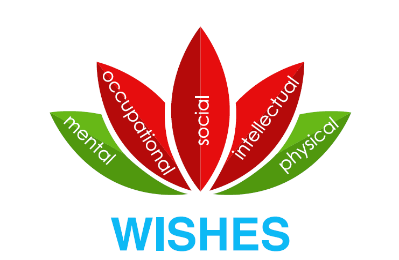 mental
occupational
social
intellectual
physical
WISHES